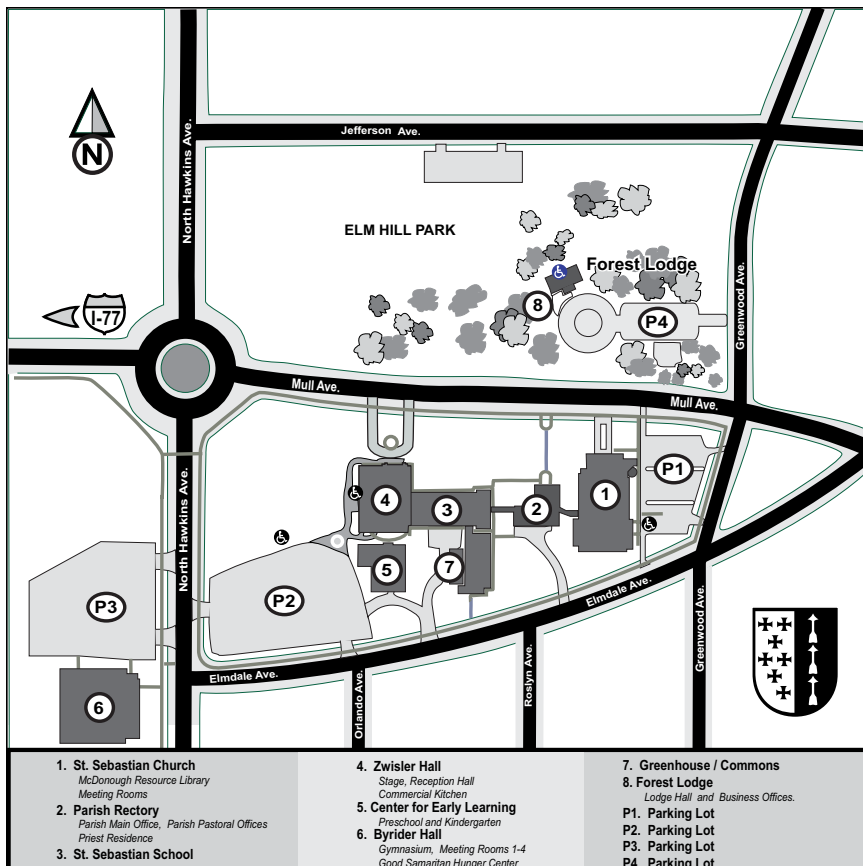 Jefferson Ave.
North Hawkins Ave.
N
ELM HILL PARK
Forest Lodge
8
P4
Greenwood Ave.
I-77
Mull Ave.
Mull Ave.
P1
4
3
2
1
5
7
P2
P3
North Hawkins Ave.
Elmdale Ave.
Greenwood Ave.
Elmdale Ave.
Orlando Ave.
Roslyn Ave.
6
1. St. Sebastian Church
McDonough Resource Library
Meeting Rooms
2. Parish Rectory
Parish Main Office, Parish Pastoral Offices
Priest Residence
3. St. Sebastian School
4. Zwisler Hall
Stage, Reception Hall
Commercial Kitchen
5. Center for Early Learning
Preschool and Kindergarten
6. Byrider Hall
Gymnasium, Meeting Rooms 1-4
Good Samaritan Hunger Center
7. Greenhouse / Commons
8. Forest Lodge
Lodge Hall and Business Offices.
P1. Parking Lot
P2. Parking Lot
P3. Parking Lot
P4. Parking Lot